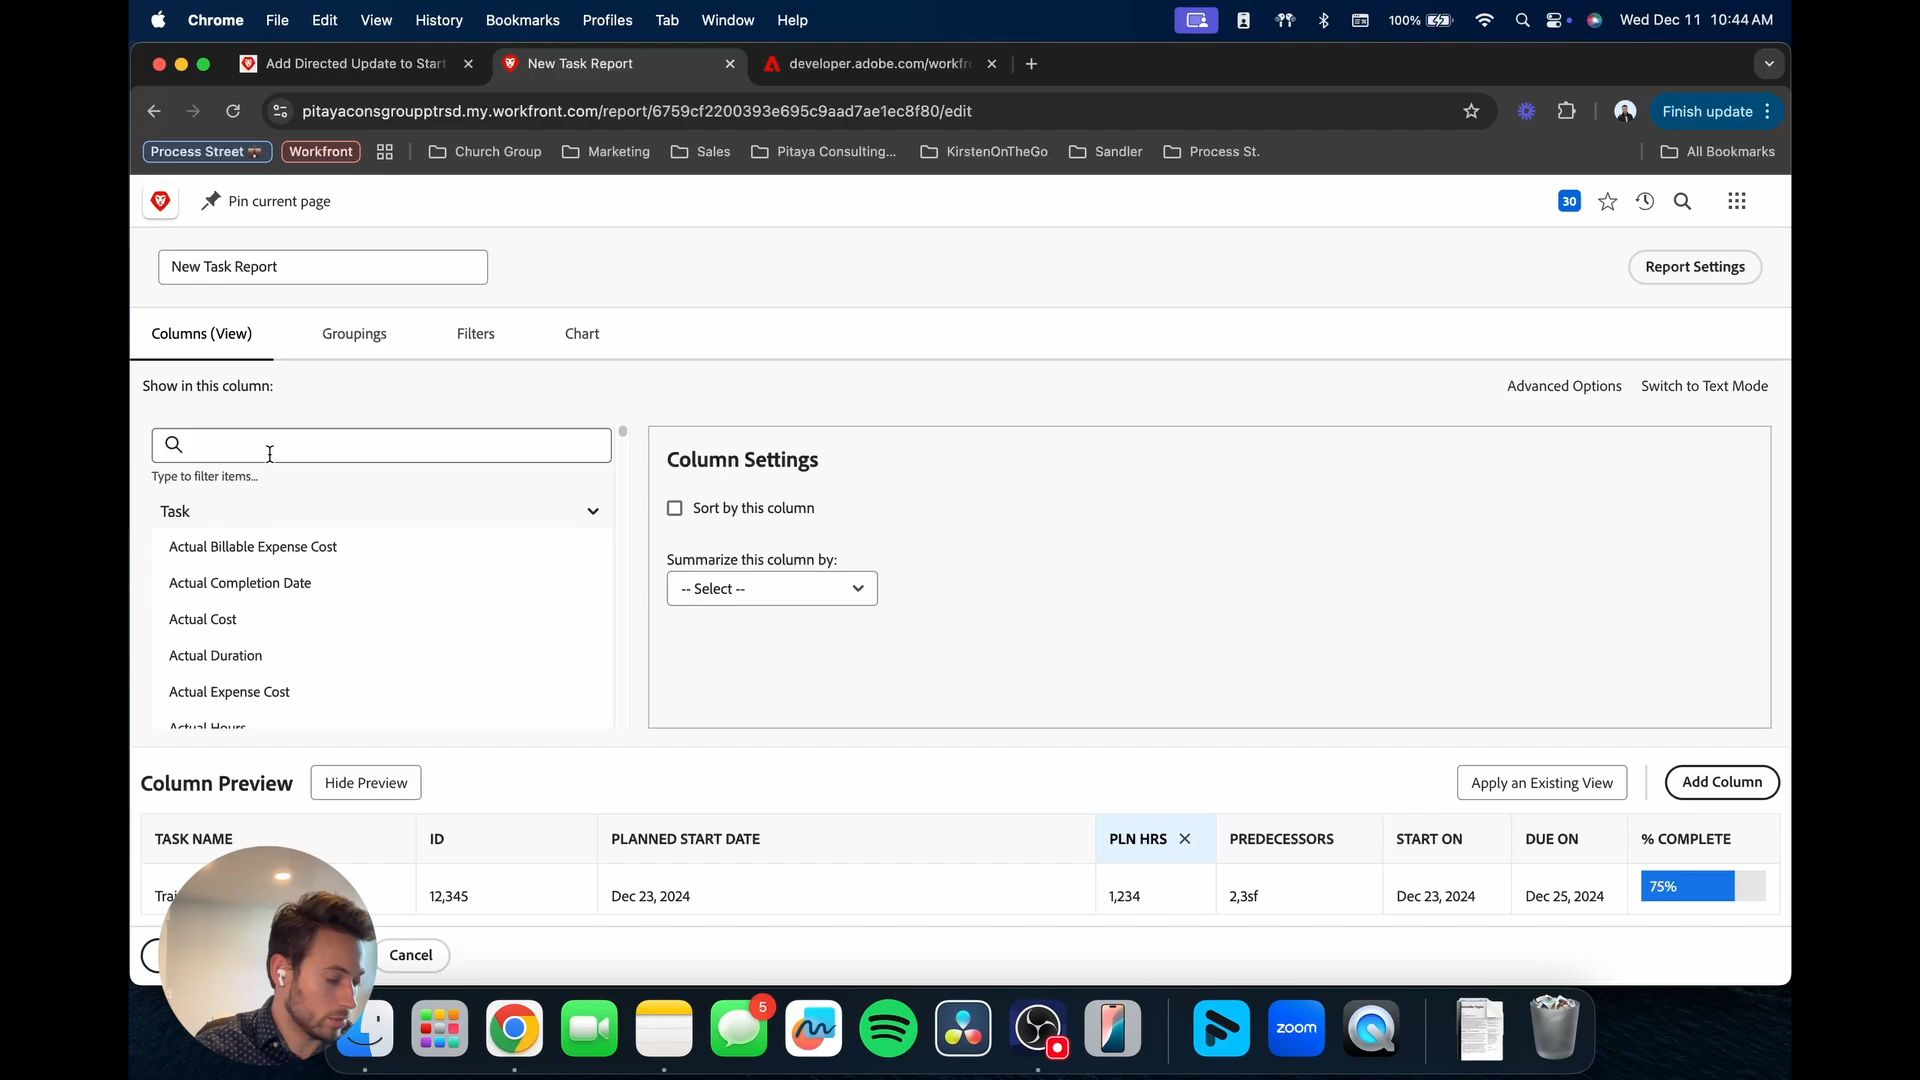 Chrome File Edit View History Bookmarks Profiles Tab Window Help 100% Wed Dec 11 10:44 AM
Add Directed Update to Start New Task Report developer.adobe.com/workfr
pitayaconsgroupptrsd.my.workfront.com/report/6759cf2200393e695c9aad7ae1ec8f80/edit Finish update
Process Street Workfront Church Group Marketing Sales Pitaya Consulting... KirstenOnTheGo Sandler Process St. All Bookmarks
Pin current page 30
New Task Report Report Settings
Columns (View) Groupings Filters Chart
Show in this column: Advanced Options Switch to Text Mode
Column Settings
Type to filter items...
Sort by this column
Task
Actual Billable Expense Cost
Summarize this column by:
Actual Completion Date
-- Select --
Actual Cost
Actual Duration
Actual Expense Cost
Actual Hours
Column Preview Hide Preview Apply an Existing View Add Column
TASK NAME ID PLANNED START DATE PLN HRS PREDECESSORS START ON DUE ON % COMPLETE
Trai 12,345 Dec 23, 2024 1,234 2,3sf Dec 23, 2024 Dec 25, 2024 75%
Cancel
5
zoom